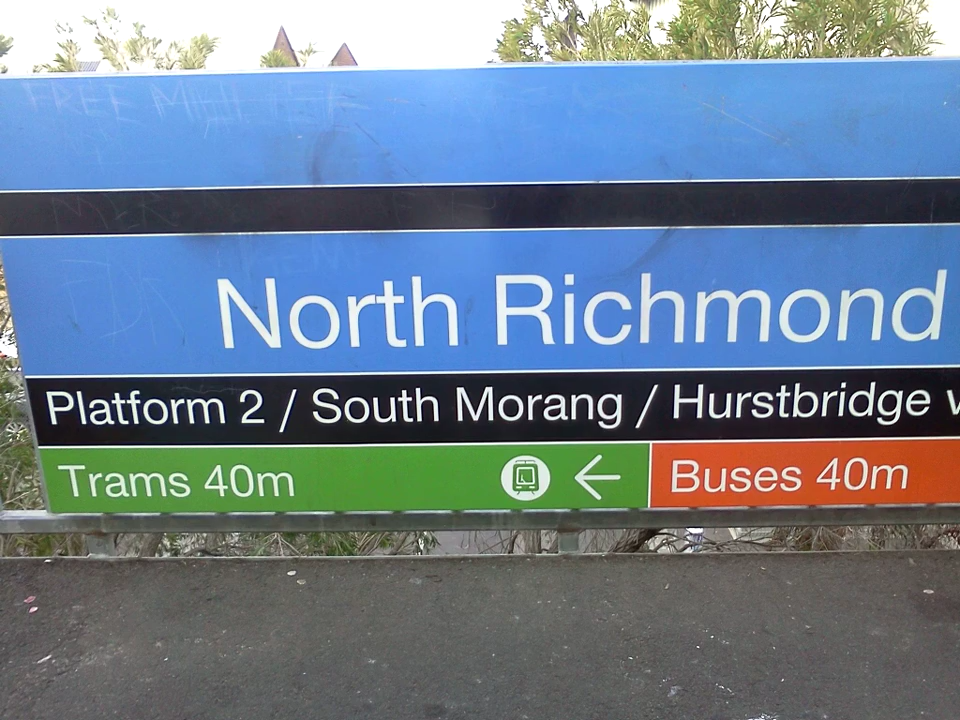 North Richmond
Platform 2 / South Morang / Hurstbridge
Trams 40m
Buses 40m